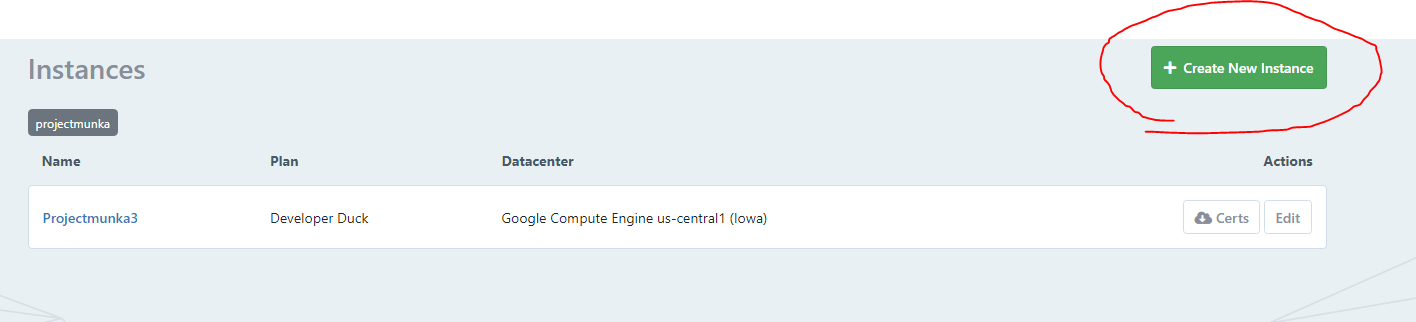 Instances
+ Create New Instance
projectmunka
Name Plan Datacenter Actions
Projectmunka3 Developer Duck Google Compute Engine us-central1 (Iowa) Certs Edit